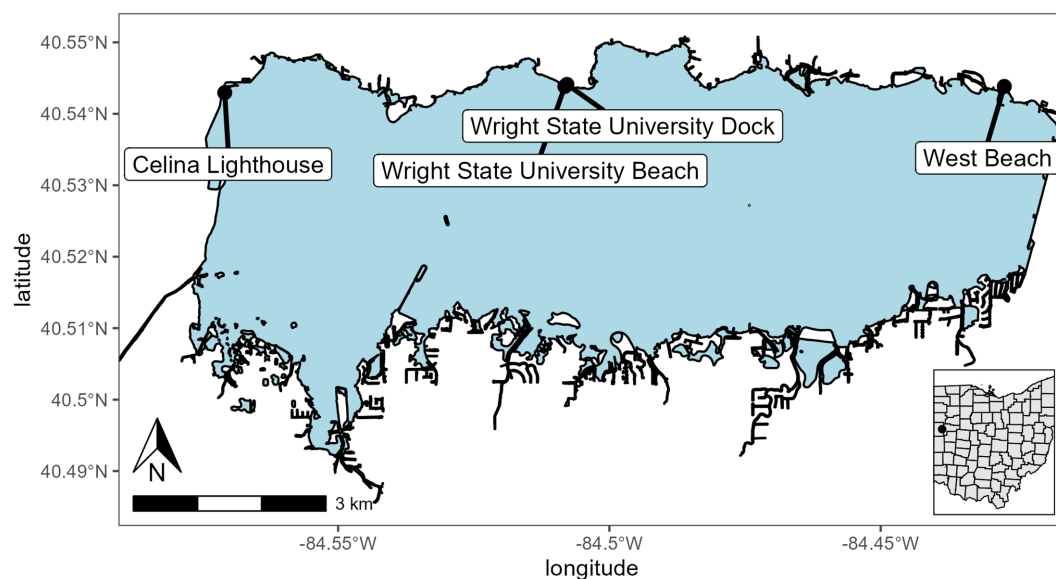 40.55°N
40.54°N
40.53°N
40.52°N
40.51°N
40.5°N
40.49°N
latitude
Wright State University Dock
Celina Lighthouse
Wright State University Beach
West Beach
N
3 km
-84.55°W
-84.5°W
-84.45°W
longitude